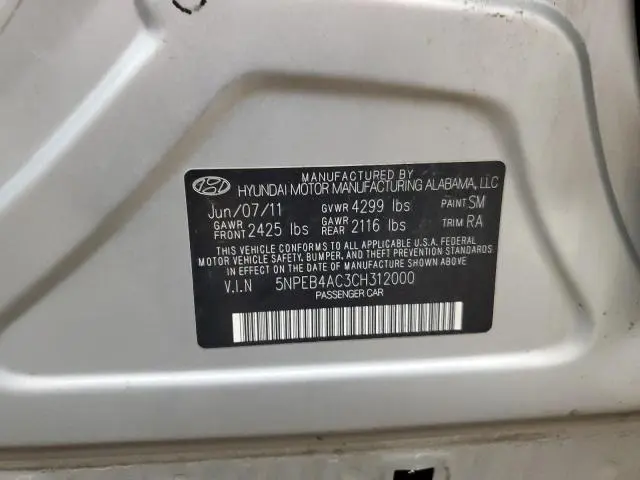 MANUFACTURED BY
HYUNDAI MOTOR MANUFACTURING ALABAMA, LLC
Jun/07/11 GVWR 4299 lbs PAINT SM
GAWR FRONT 2425 lbs GAWR REAR 2116 lbs TRIM RA
THIS VEHICLE CONFORMS TO ALL APPLICABLE U.S.A. FEDERAL
MOTOR VEHICLE SAFETY, BUMPER, AND THEFT PREVENTION STANDARDS
IN EFFECT ON THE DATE OF MANUFACTURE SHOWN ABOVE.
V.I.N 5NPEB4AC3CH312000
PASSENGER CAR